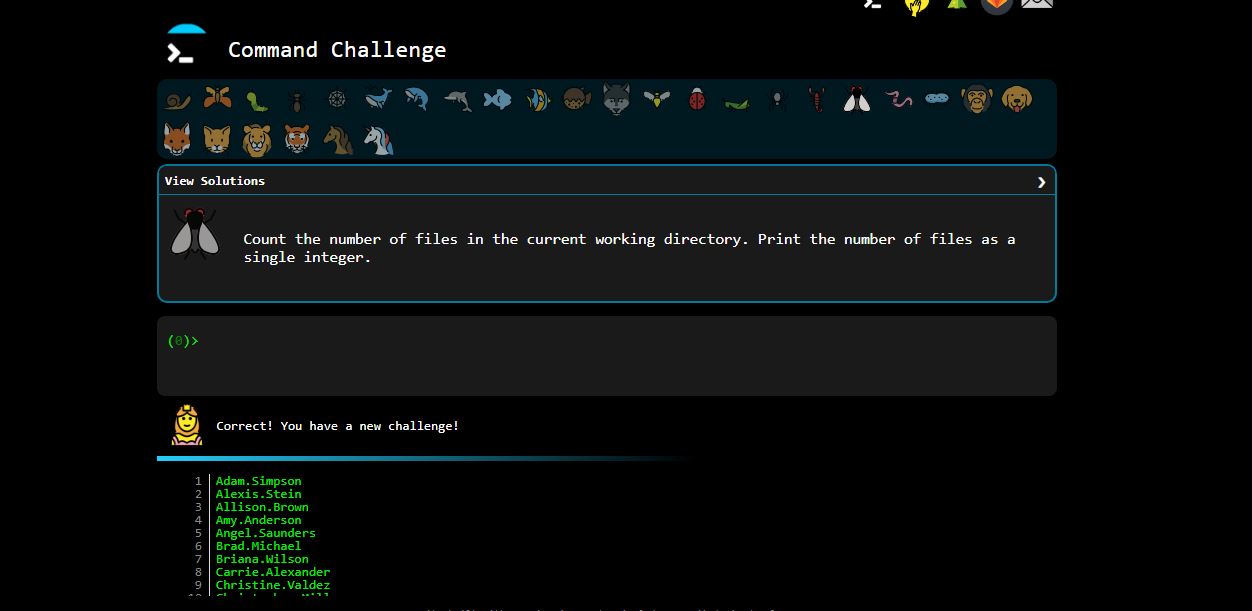 Command Challenge
View Solutions
Count the number of files in the current working directory. Print the number of files as a
single integer.
(0)>
Correct! You have a new challenge!
1 Adam.Simpson
2 Alexis.Stein
3 Allison.Brown
4 Amy.Anderson
5 Angel.Saunders
6 Brad.Michael
7 Briana.Wilson
8 Carrie.Alexander
9 Christine.Valdez